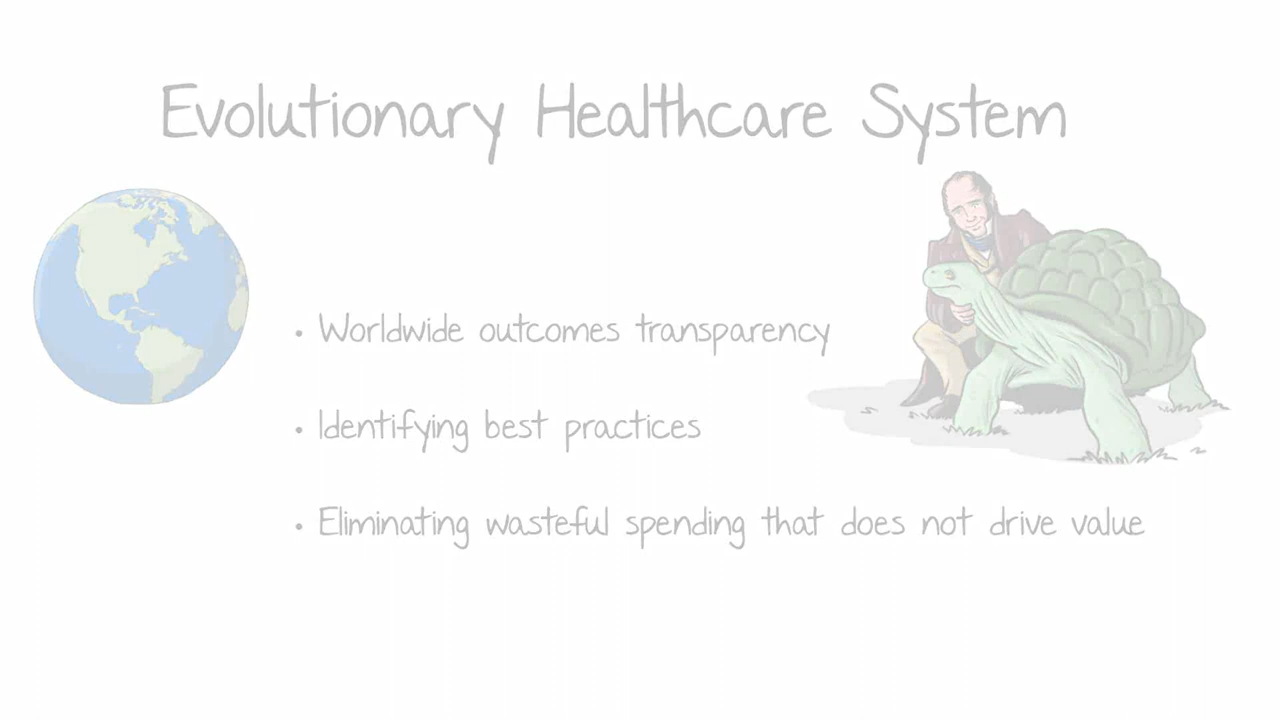 Evolutionary Healthcare System
• Worldwide outcomes transparency
• Identifying best practices
• Eliminating wasteful spending that does not drive value